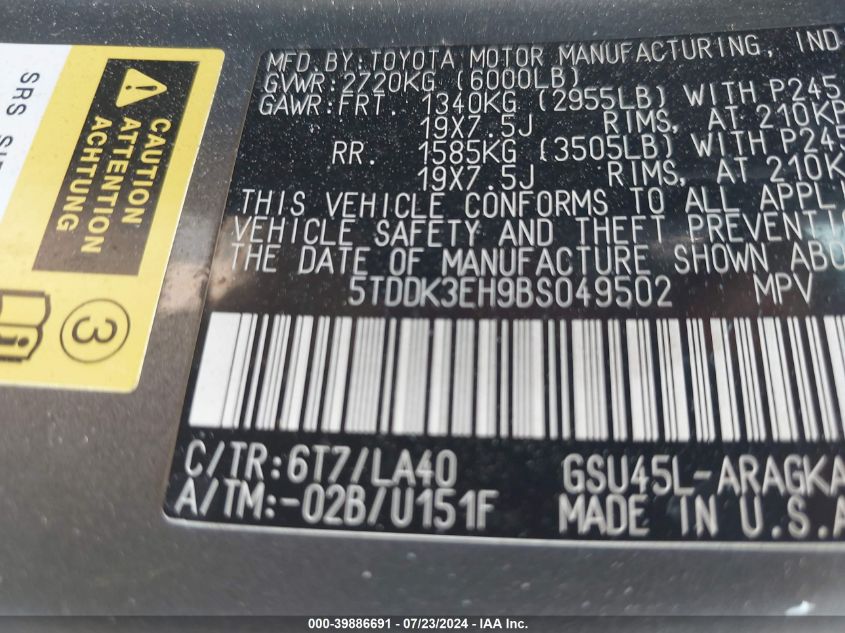 MFD.BY:TOYOTA MOTOR MANUFACTURING, IND
GVWR:2720KG (6000LB)
GAWR:FRT. 1340KG (2955LB) WITH P245
19X7.5J RIMS, AT 210KP
RR. 1585KG (3505LB) WITH P245
19X7.5J RIMS, AT 210K
THIS VEHICLE CONFORMS TO ALL APPLI
VEHICLE SAFETY AND THEFT PREVENTIO
THE DATE OF MANUFACTURE SHOWN ABO
5TDDK3EH9BS049502 MPV
C/TR:6T7/LA40 GSU45L-ARAGKA
A/TM:-02B/U151F MADE IN U.S.A
SRS
CAUTION
ATTENTION
ACHTUNG
3
i
000-39886691 - 07/23/2024 - IAA Inc.